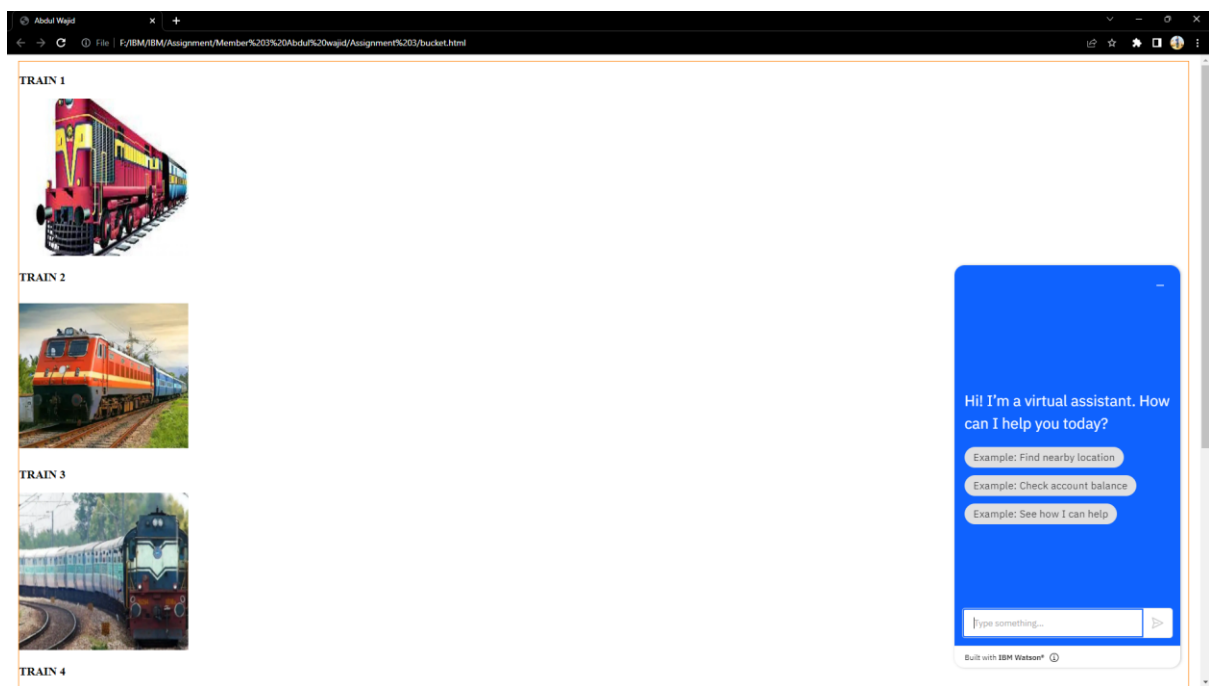 Abdul Wajid
File | F:/IBM/IBM/Assignment/Member%203%20Abdul%20wajid/Assignment%203/bucket.html
TRAIN 1
TRAIN 2
TRAIN 3
TRAIN 4
Hi! I'm a virtual assistant. How
can I help you today?
Example: Find nearby location
Example: Check account balance
Example: See how I can help
Type something...
Built with IBM Watson®